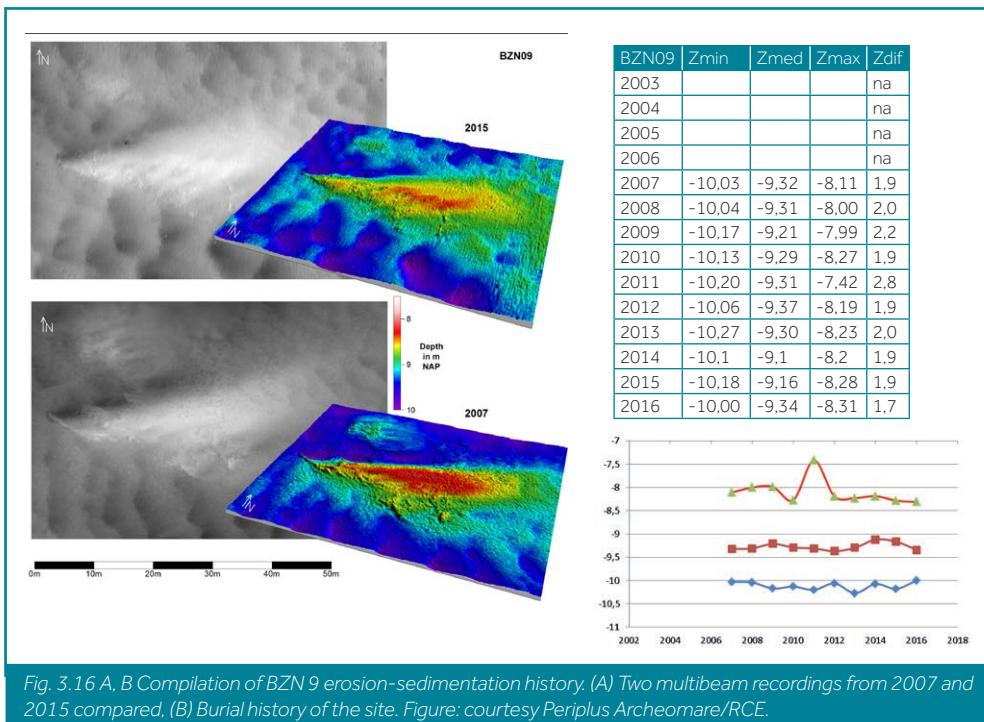 BZN09
IN
2015
IN
IN
Depth
in m
NAP
8
9
10
2007
IN
0m 10m 20m 30m 40m 50m
BZN09 Zmin Zmed Zmax Zdif
2003 na
2004 na
2005 na
2006 na
2007 -10,03 -9,32 -8,11 1,9
2008 -10,04 -9,31 -8,00 2,0
2009 -10,17 -9,21 -7,99 2,2
2010 -10,13 -9,29 -8,27 1,9
2011 -10,20 -9,31 -7,42 2,8
2012 -10,06 -9,37 -8,19 1,9
2013 -10,27 -9,30 -8,23 2,0
2014 -10,1 -9,1 -8,2 1,9
2015 -10,18 -9,16 -8,28 1,9
2016 -10,00 -9,34 -8,31 1,7
-7
-7,5
-8
-8,5
-9
-9,5
-10
-10,5
-11
2002 2004 2006 2008 2010 2012 2014 2016 2018
Fig. 3.16 A, B Compilation of BZN 9 erosion-sedimentation history. (A) Two multibeam recordings from 2007 and
2015 compared, (B) Burial history of the site. Figure: courtesy Periplus Archeomare/RCE.